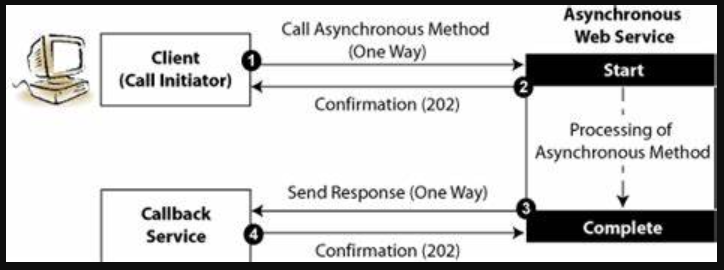 Asynchronous
Web Service
Call Asynchronous Method
(One Way)
Client
(Call Initiator)
1
Start
2
Confirmation (202)
Processing of
Asynchronous Method
Send Response (One Way)
3
Callback
Service
4
Complete
Confirmation (202)